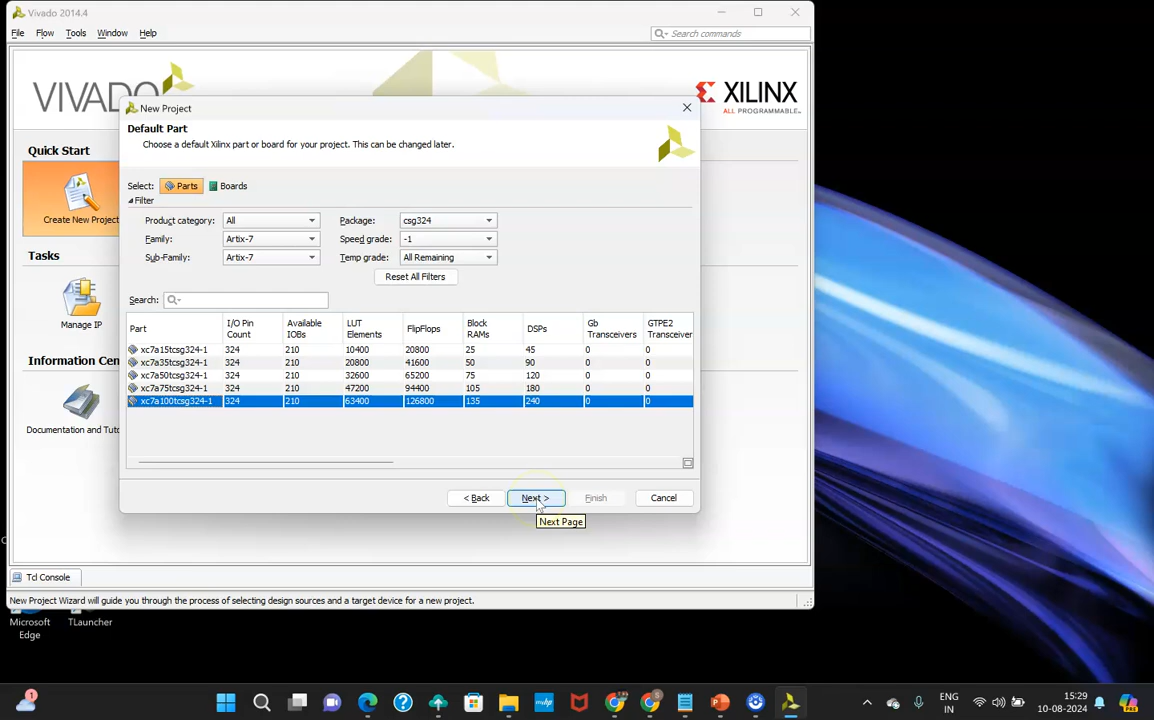 Vivado 2014.4
File Flow Tools Window Help
Search commands
VIVADO
XILINX
ALL PROGRAMMABLE.
New Project
Default Part
Choose a default Xilinx part or board for your project. This can be changed later.
Quick Start
Create New Project
Tasks
Manage IP
Information Cen
Documentation and Tuto
Select: Parts Boards
Filter
Product category: All Package: csg324
Family: Artix-7 Speed grade: -1
Sub-Family: Artix-7 Temp grade: All Remaining
Reset All Filters
Search:
Part I/O Pin Count Available IOBs LUT Elements FlipFlops Block RAMs DSPs Gb Transceivers GTPE2 Transceiver
xc7a15tcsg324-1 324 210 10400 20800 25 45 0 0
xc7a35tcsg324-1 324 210 20800 41600 50 90 0 0
xc7a50tcsg324-1 324 210 32600 65200 75 120 0 0
xc7a75tcsg324-1 324 210 47200 94400 105 180 0 0
xc7a100tcsg324-1 324 210 63400 126800 135 240 0 0
< Back Next > Finish Cancel
Next Page
Tcl Console
New Project Wizard will guide you through the process of selecting design sources and a target device for a new project.
Microsoft Edge
TLauncher
ENG
IN
15:29
10-08-2024